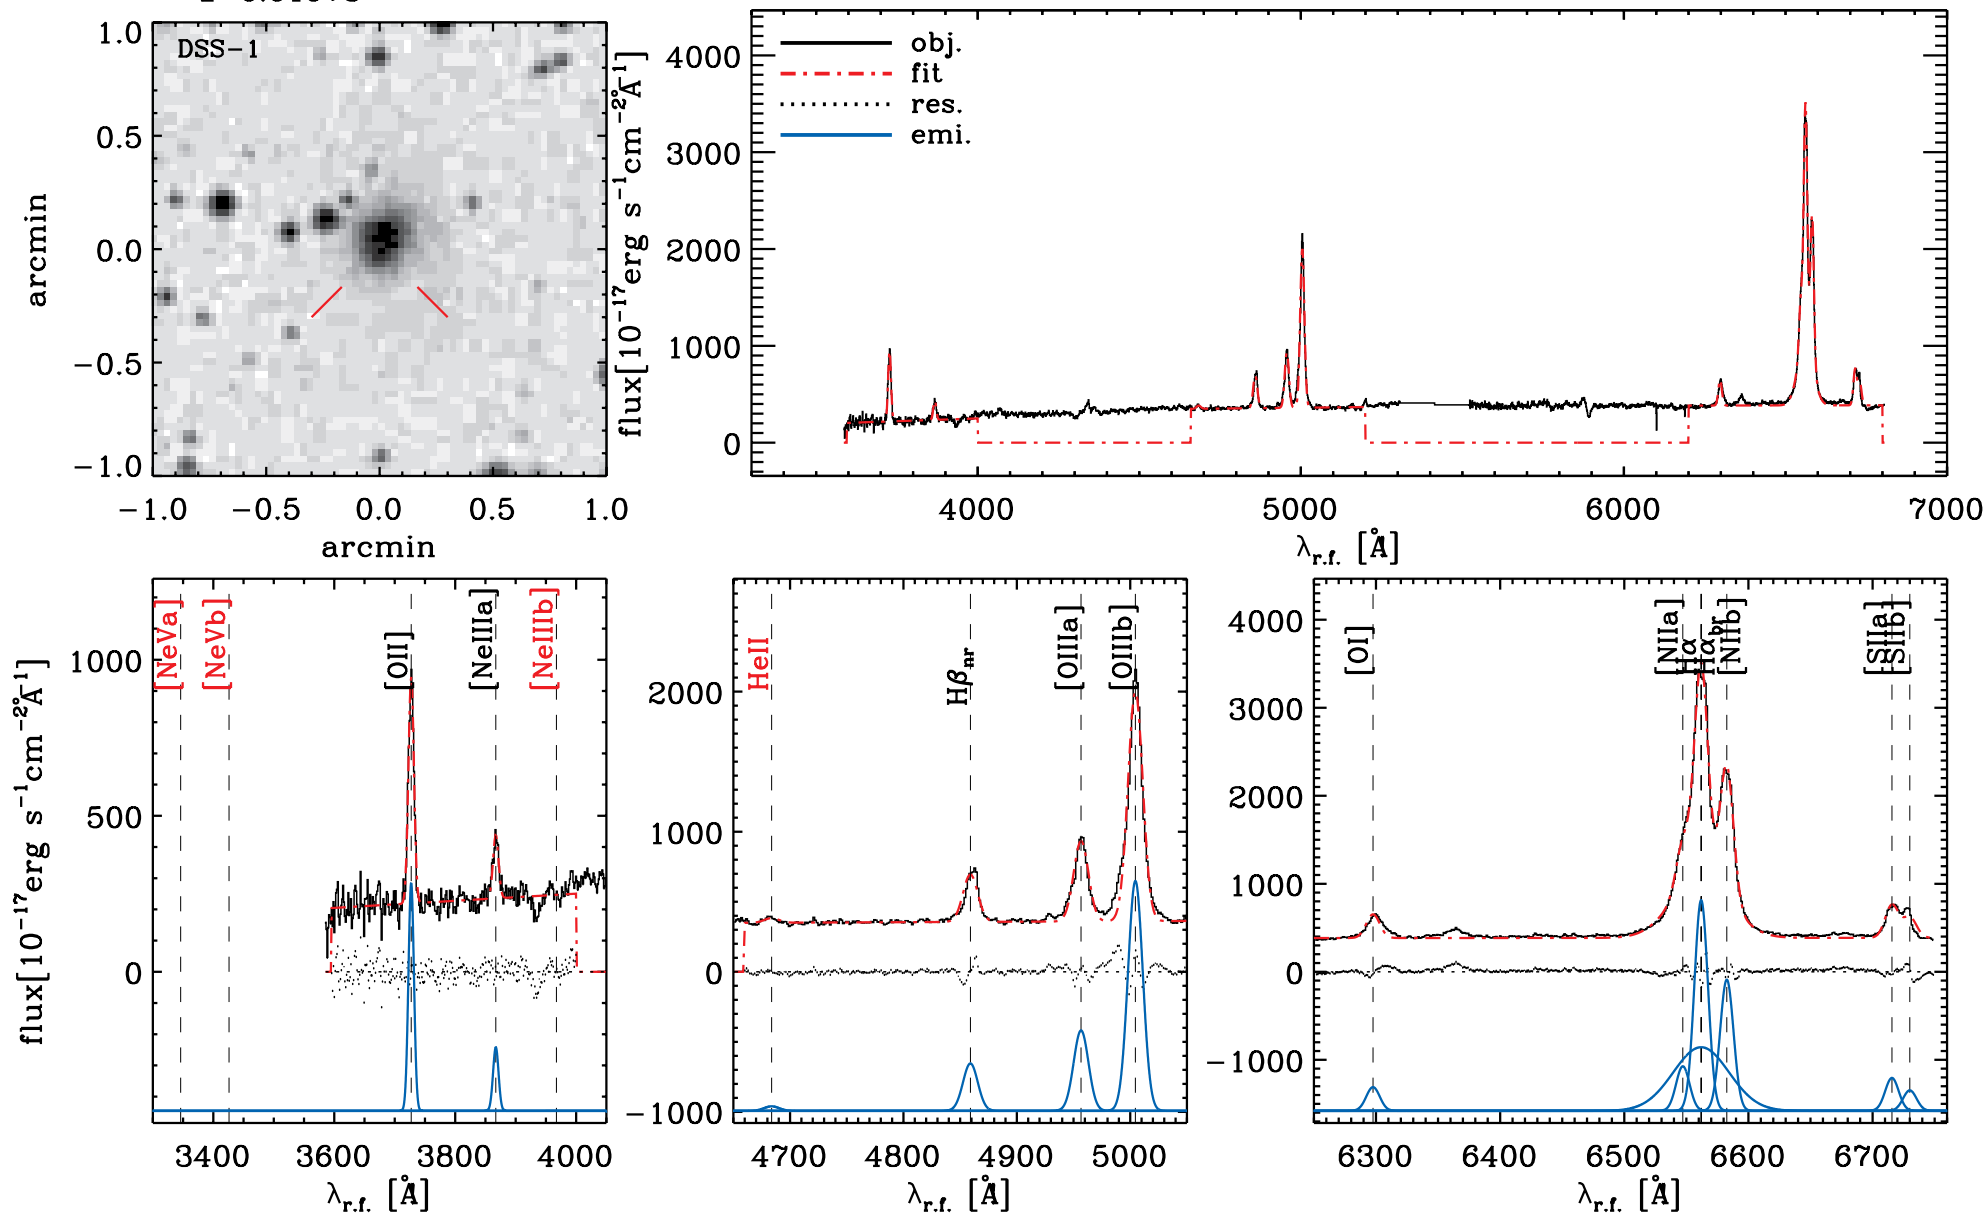 DSS-1
1.0
0.5
0.0
−0.5
−1.0
arcmin
−1.0 −0.5 0.0 0.5 1.0
arcmin
flux[10⁻¹⁷erg s⁻¹cm⁻²Å⁻¹]
4000
3000
2000
1000
0
obj.
fit
res.
emi.
4000 5000 6000 7000
λr.f. [Å]
flux[10⁻¹⁷erg s⁻¹cm⁻²Å⁻¹]
1000
500
0
[NeVa]
[NeVb]
[OII]
[NeIIIa]
[NeIIIb]
3400 3600 3800 4000
λr.f. [Å]
2000
1000
0
−1000
HeII
Hβnr
[OIIIa]
[OIIIb]
4700 4800 4900 5000
λr.f. [Å]
4000
3000
2000
1000
0
−1000
[OI]
[NIIa]
Hα
Hαbr
[NIIb]
[SIIa]
[SIIb]
6300 6400 6500 6600 6700
λr.f. [Å]